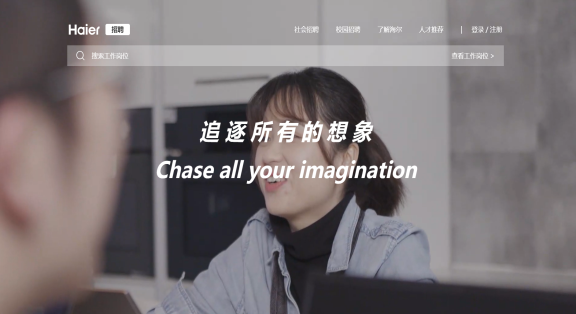 Haier 招聘 社会招聘 校园招聘 了解海尔 人才推荐 | 登录 / 注册
搜索工作岗位 查看工作岗位 >
追逐所有的想象
Chase all your imagination